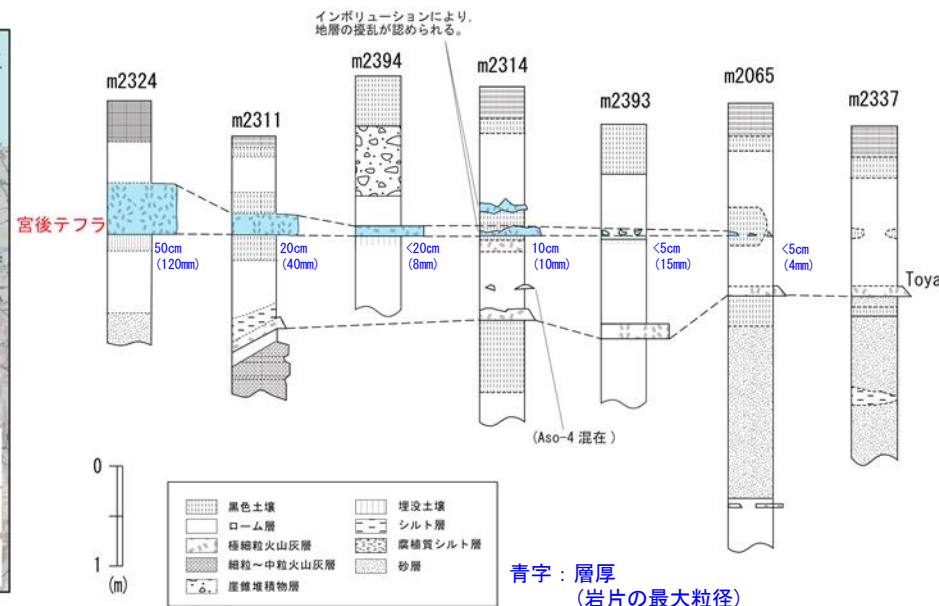 インボリューションにより，
地層の擾乱が認められる。
m2324
m2311
m2394
m2314
m2393
m2065
m2337
宮後テフラ
50cm
(120mm)
20cm
(40mm)
<20cm
(8mm)
10cm
(10mm)
<5cm
(15mm)
<5cm
(4mm)
Toya
(Aso-4 混在 )
0
1
(m)
黒色土壌
ローム層
極細粒火山灰層
細粒～中粒火山灰層
崖錐堆積物層
埋没土壌
シルト層
腐植質シルト層
砂層
青字：層厚
(岩片の最大粒径)